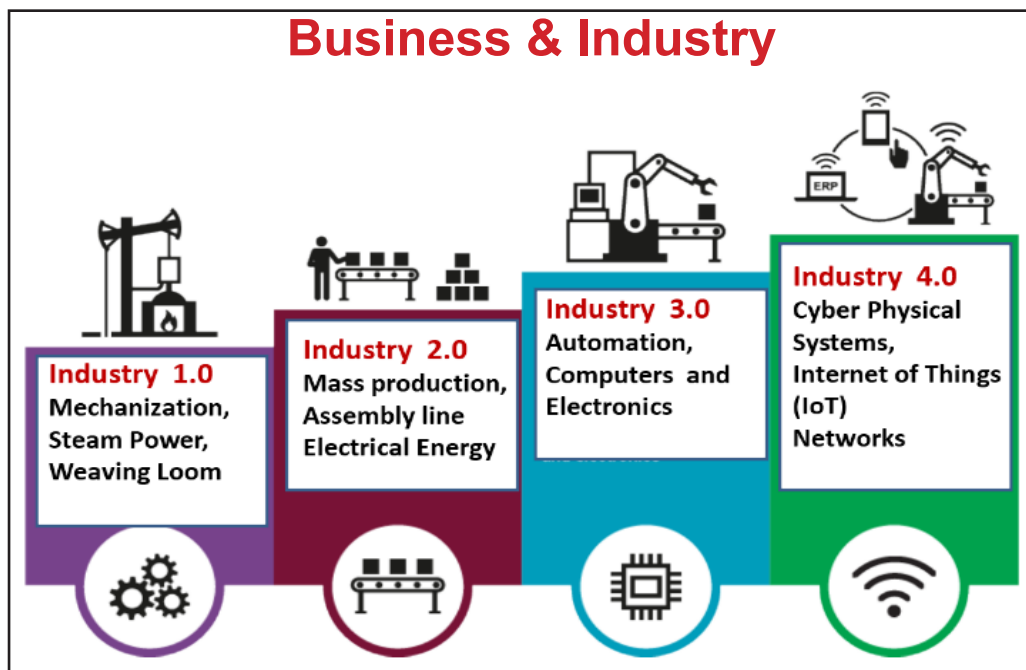 Business & Industry
ERP
Industry 1.0
Mechanization,
Steam Power,
Weaving Loom
Industry 2.0
Mass production,
Assembly line
Electrical Energy
Industry 3.0
Automation,
Computers and
Electronics
Industry 4.0
Cyber Physical
Systems,
Internet of Things
(IoT)
Networks